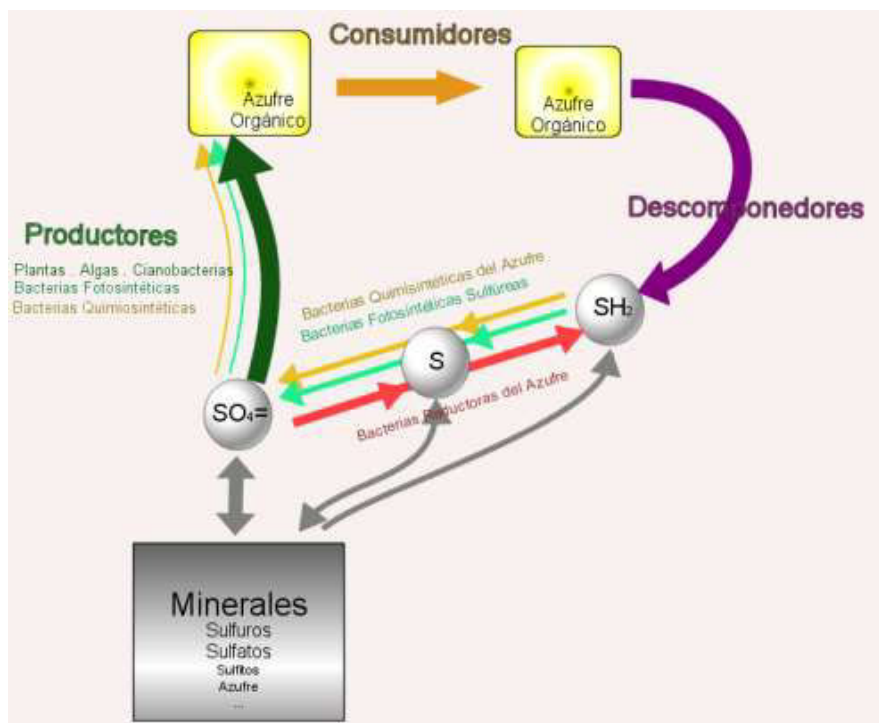 Consumidores
Azufre
Orgánico
Azufre
Orgánico
Descomponedores
Productores
Plantas . Algas . Cianobacterias
Bacterias Fotosintéticas
Bacterias Quimiosintéticas
Bacterias Quimisintéticas del Azufre
Bacterias Fotosintéticas Sulfúreas
SH₂
S
SO₄=
Bacterias Reductoras del Azufre
Minerales
Sulfuros
Sulfatos
Sulfitos
Azufre
...